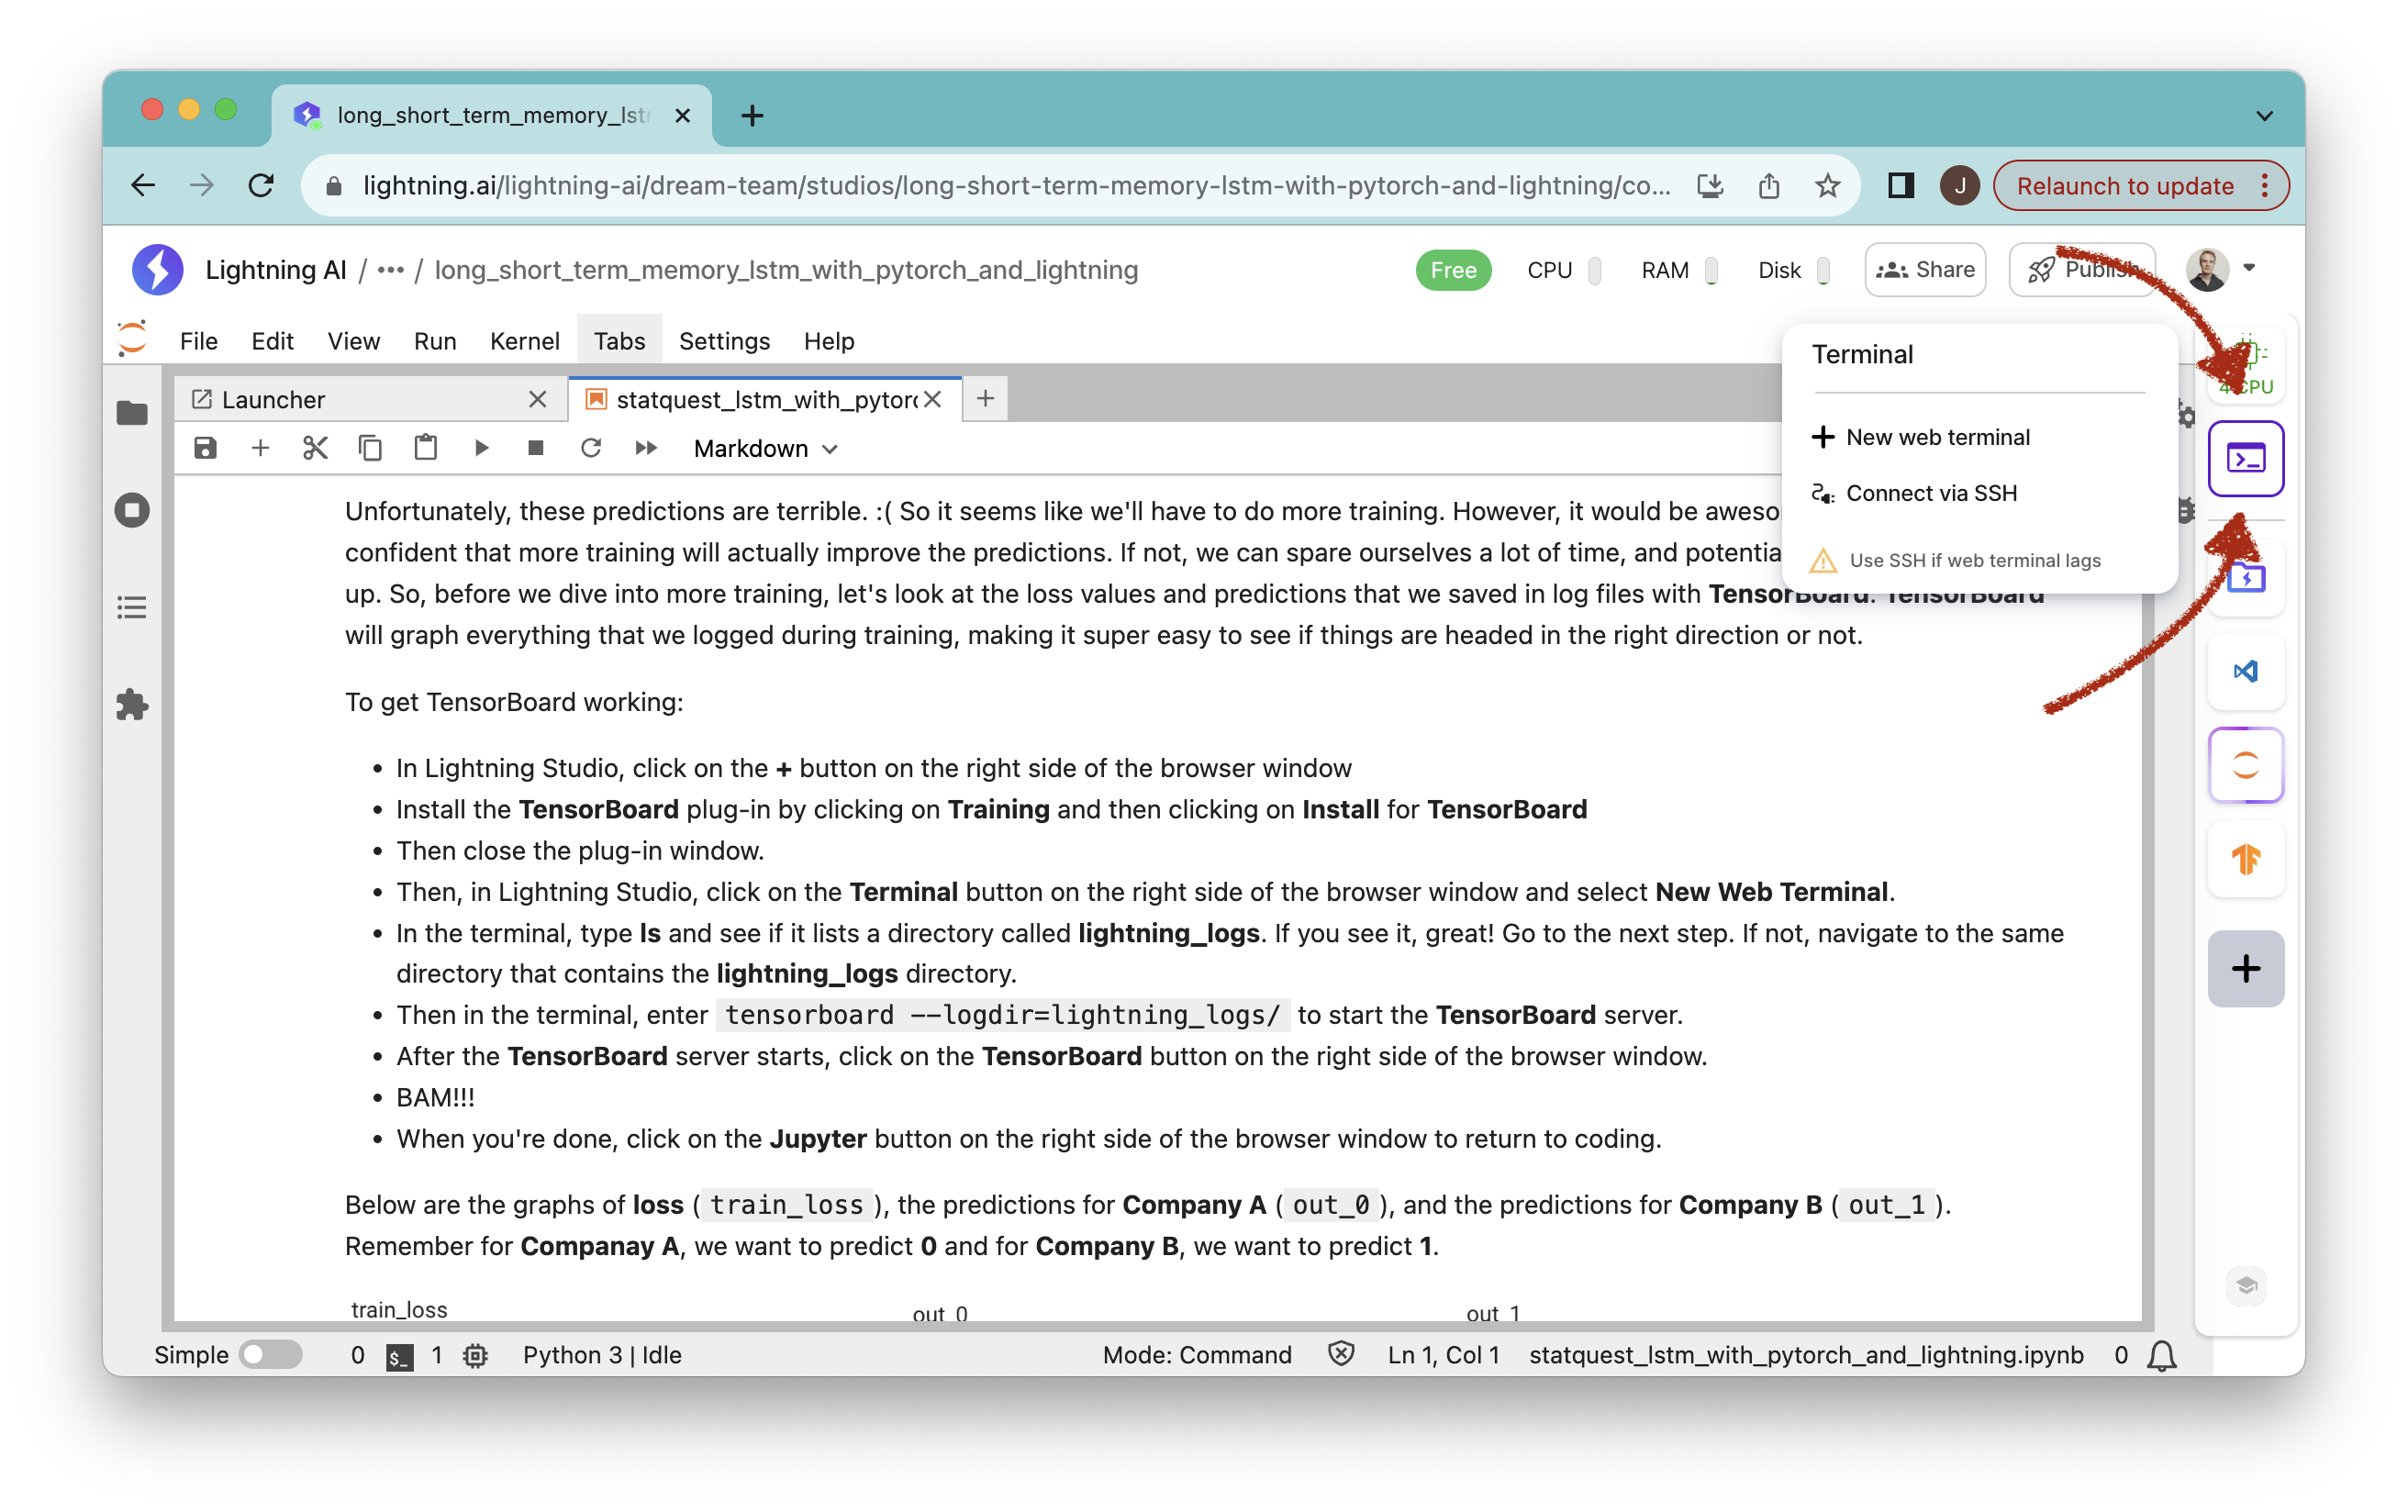 long_short_term_memory_lst
lightning.ai/lightning-ai/dream-team/studios/long-short-term-memory-lstm-with-pytorch-and-lightning/co...
J
Relaunch to update
Lightning AI / ••• / long_short_term_memory_lstm_with_pytorch_and_lightning
Free
CPU
RAM
Disk
Share
Publish
File Edit View Run Kernel Tabs Settings Help
Terminal
4 CPU
Launcher
statquest_lstm_with_pytor
New web terminal
Markdown
Connect via SSH
Use SSH if web terminal lags
Unfortunately, these predictions are terrible. :( So it seems like we'll have to do more training. However, it would be aweso
confident that more training will actually improve the predictions. If not, we can spare ourselves a lot of time, and potentia
up. So, before we dive into more training, let's look at the loss values and predictions that we saved in log files with TensorBoard. TensorBoard
will graph everything that we logged during training, making it super easy to see if things are headed in the right direction or not.
To get TensorBoard working:
• In Lightning Studio, click on the + button on the right side of the browser window
• Install the TensorBoard plug-in by clicking on Training and then clicking on Install for TensorBoard
• Then close the plug-in window.
• Then, in Lightning Studio, click on the Terminal button on the right side of the browser window and select New Web Terminal.
• In the terminal, type ls and see if it lists a directory called lightning_logs. If you see it, great! Go to the next step. If not, navigate to the same
directory that contains the lightning_logs directory.
• Then in the terminal, enter tensorboard --logdir=lightning_logs/ to start the TensorBoard server.
• After the TensorBoard server starts, click on the TensorBoard button on the right side of the browser window.
• BAM!!!
• When you're done, click on the Jupyter button on the right side of the browser window to return to coding.
Below are the graphs of loss ( train_loss ), the predictions for Company A ( out_0 ), and the predictions for Company B ( out_1 ).
Remember for Companay A, we want to predict 0 and for Company B, we want to predict 1.
train_loss
out_0
out_1
Simple 0 $_ 1 Python 3 | Idle Mode: Command Ln 1, Col 1 statquest_lstm_with_pytorch_and_lightning.ipynb 0